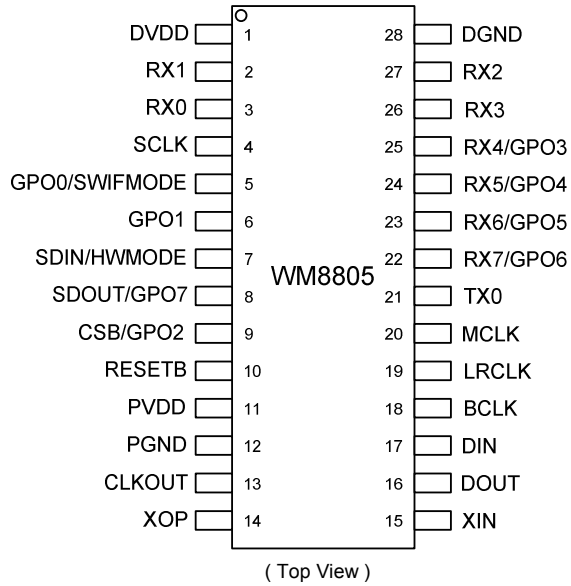 DVDD 1 28 DGND
RX1 2 27 RX2
RX0 3 26 RX3
SCLK 4 25 RX4/GPO3
GPO0/SWIFMODE 5 24 RX5/GPO4
GPO1 6 23 RX6/GPO5
SDIN/HWMODE 7 22 RX7/GPO6
WM8805
SDOUT/GPO7 8 21 TX0
CSB/GPO2 9 20 MCLK
RESETB 10 19 LRCLK
PVDD 11 18 BCLK
PGND 12 17 DIN
CLKOUT 13 16 DOUT
XOP 14 15 XIN
( Top View )